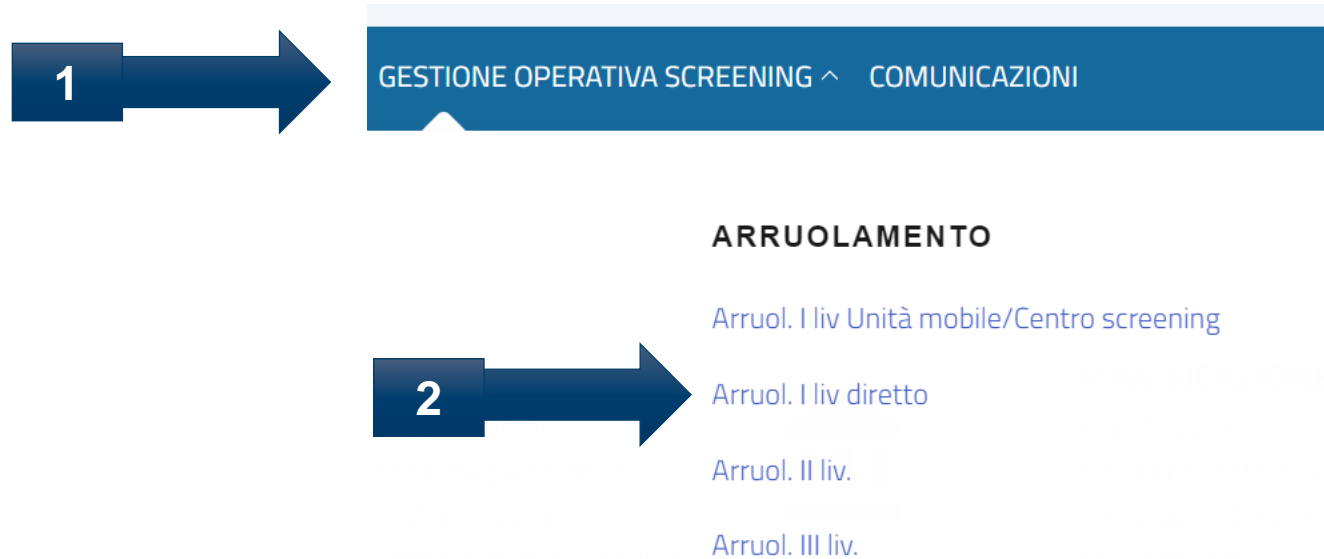 1
GESTIONE OPERATIVA SCREENING COMUNICAZIONI
ARRUOLAMENTO
Arruol. I liv Unità mobile/Centro screening
2
Arruol. I liv diretto
Arruol. II liv.
Arruol. III liv.